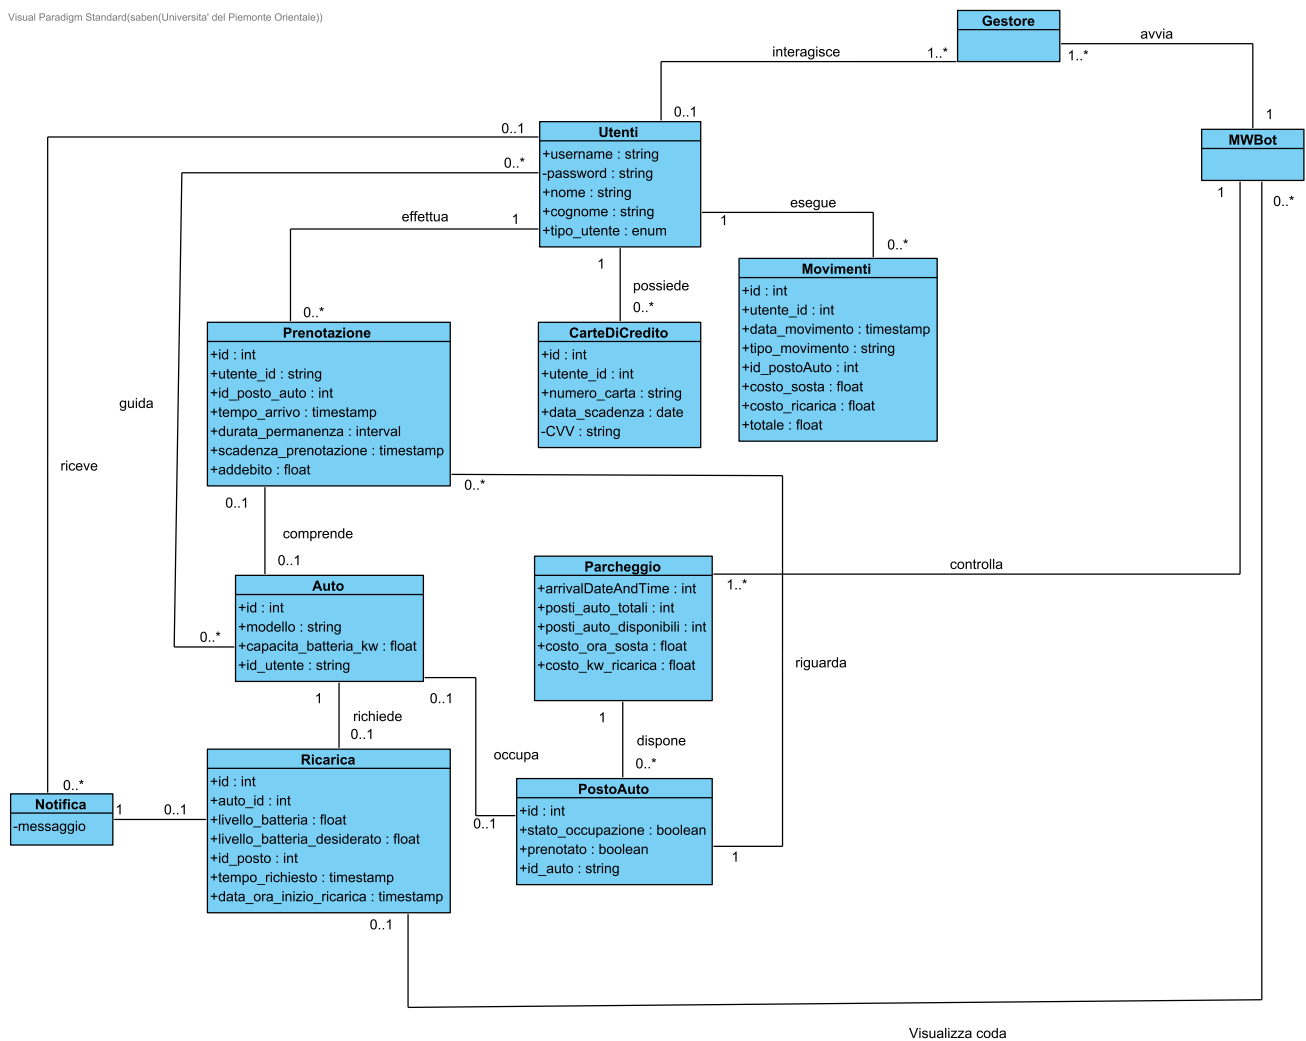 Visual Paradigm Standard(saben(Universita' del Piemonte Orientale))
Gestore
avvia
interagisce
1..*
1..*
0..1
1
0..1
Utenti
+username : string
-password : string
+nome : string
+cognome : string
+tipo_utente : enum
0..*
MWBot
1
0..*
effettua
1
esegue
1
0..*
1
possiede
0..*
0..*
Movimenti
+id : int
+utente_id : int
+data_movimento : timestamp
+tipo_movimento : string
+id_postoAuto : int
+costo_sosta : float
+costo_ricarica : float
+totale : float
Prenotazione
+id : int
+utente_id : string
+id_posto_auto : int
+tempo_arrivo : timestamp
+durata_permanenza : interval
+scadenza_prenotazione : timestamp
+addebito : float
CarteDiCredito
+id : int
+utente_id : int
+numero_carta : string
+data_scadenza : date
-CVV : string
guida
riceve
0..1
0..*
comprende
0..1
controlla
1..*
Auto
+id : int
+modello : string
+capacita_batteria_kw : float
+id_utente : string
0..*
Parcheggio
+arrivalDateAndTime : int
+posti_auto_totali : int
+posti_auto_disponibili : int
+costo_ora_sosta : float
+costo_kw_ricarica : float
riguarda
1
0..1
richiede
0..1
occupa
1
dispone
0..*
Ricarica
+id : int
+auto_id : int
+livello_batteria : float
+livello_batteria_desiderato : float
+id_posto : int
+tempo_richiesto : timestamp
+data_ora_inizio_ricarica : timestamp
0..*
Notifica
-messaggio
1
0..1
0..1
PostoAuto
+id : int
+stato_occupazione : boolean
+prenotato : boolean
+id_auto : string
1
0..1
Visualizza coda